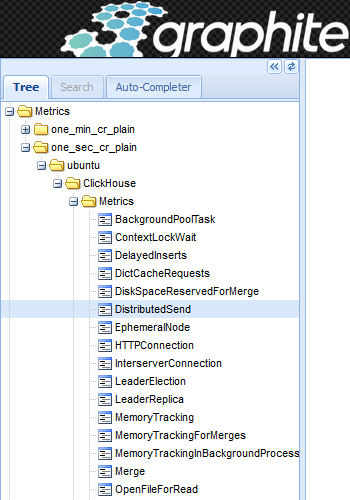 graphite
Tree Search Auto-Completer
Metrics
one_min_cr_plain
one_sec_cr_plain
ubuntu
ClickHouse
Metrics
BackgroundPoolTask
ContextLockWait
DelayedInserts
DictCacheRequests
DiskSpaceReservedForMerge
DistributedSend
EphemeralNode
HTTPConnection
InterserverConnection
LeaderElection
LeaderReplica
MemoryTracking
MemoryTrackingForMerges
MemoryTrackingInBackgroundProcess
Merge
OpenFileForRead